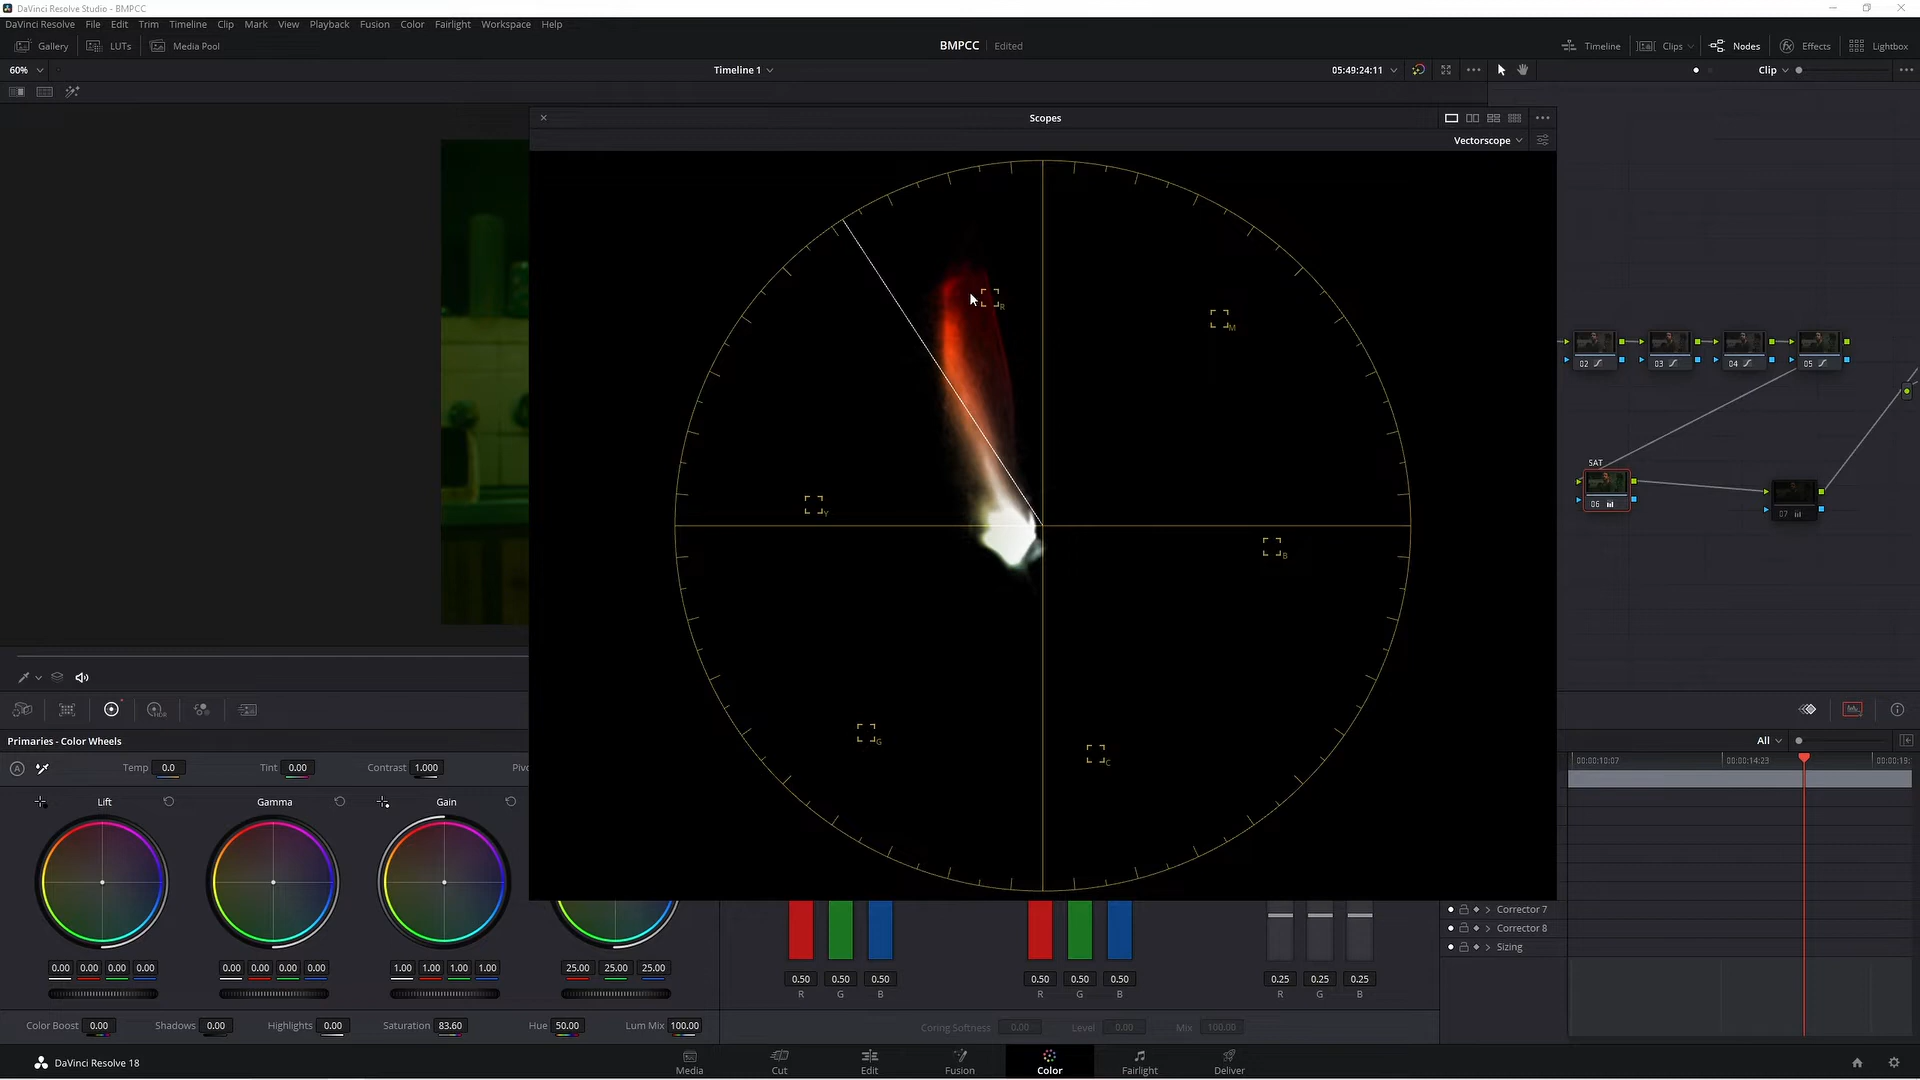 DaVinci Resolve Studio - BMPCC
DaVinci Resolve File Edit Trim Timeline Clip Mark View Playback Fusion Color Fairlight Workspace Help
Gallery LUTs Media Pool BMPCC Edited Timeline Clips Nodes Effects Lightbox
60% Timeline 1 05:49:24:11 Clip
Scopes
Vectorscope
R
M
02 03 04 05
SAT
Y
06 07
B
G
C
HDR
Primaries - Color Wheels All
Temp 0.0 Tint 0.00 Contrast 1.000 Pivo 00:00:10:07 00:00:14:23 00:00:19:
Lift Gamma Gain
Corrector 7
Corrector 8
Sizing
0.00 0.00 0.00 0.00 0.00 0.00 0.00 0.00 1.00 1.00 1.00 1.00 25.00 25.00 25.00
0.50 0.50 0.50 0.50 0.50 0.50 0.25 0.25 0.25
R G B R G B R G B
Color Boost 0.00 Shadows 0.00 Highlights 0.00 Saturation 83.60 Hue 50.00 Lum Mix 100.00 Coring Softness 0.00 Level 0.00 Mix 100.00
DaVinci Resolve 18 Media Cut Edit Fusion Color Fairlight Deliver